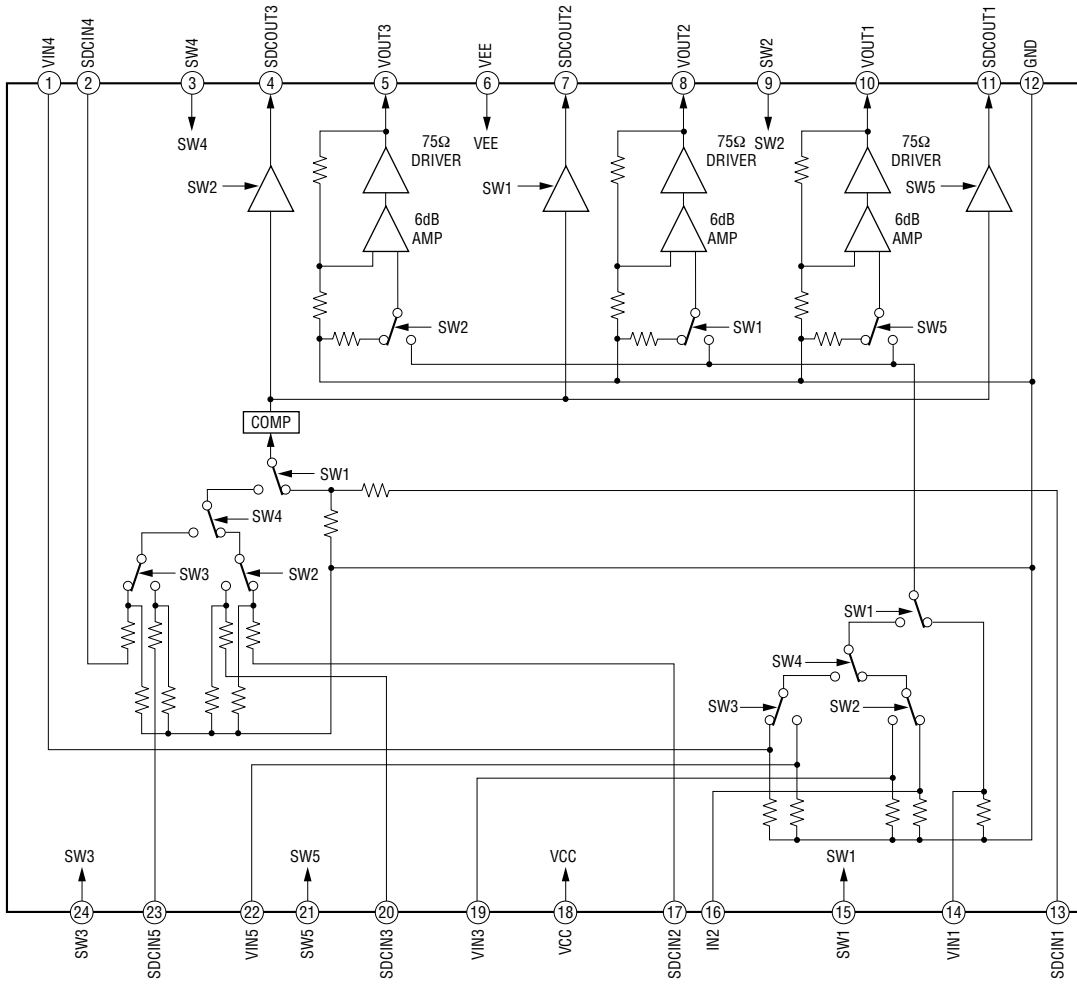 VIN4
SDCIN4
SW4
SDCOUT3
VOUT3
VEE
SDCOUT2
VOUT2
SW2
VOUT1
SDCOUT1
GND
1
2
3
4
5
6
7
8
9
10
11
12
SW4
VEE
SW2
75Ω
DRIVER
75Ω
DRIVER
75Ω
DRIVER
SW2
SW1
SW5
6dB
AMP
6dB
AMP
6dB
AMP
SW2
SW1
SW5
COMP
SW1
SW4
SW3
SW2
SW1
SW4
SW3
SW2
SW3
SW5
VCC
SW1
24
23
22
21
20
19
18
17
16
15
14
13
SW3
SDCIN5
VIN5
SW5
SDCIN3
VIN3
VCC
SDCIN2
IN2
SW1
VIN1
SDCIN1